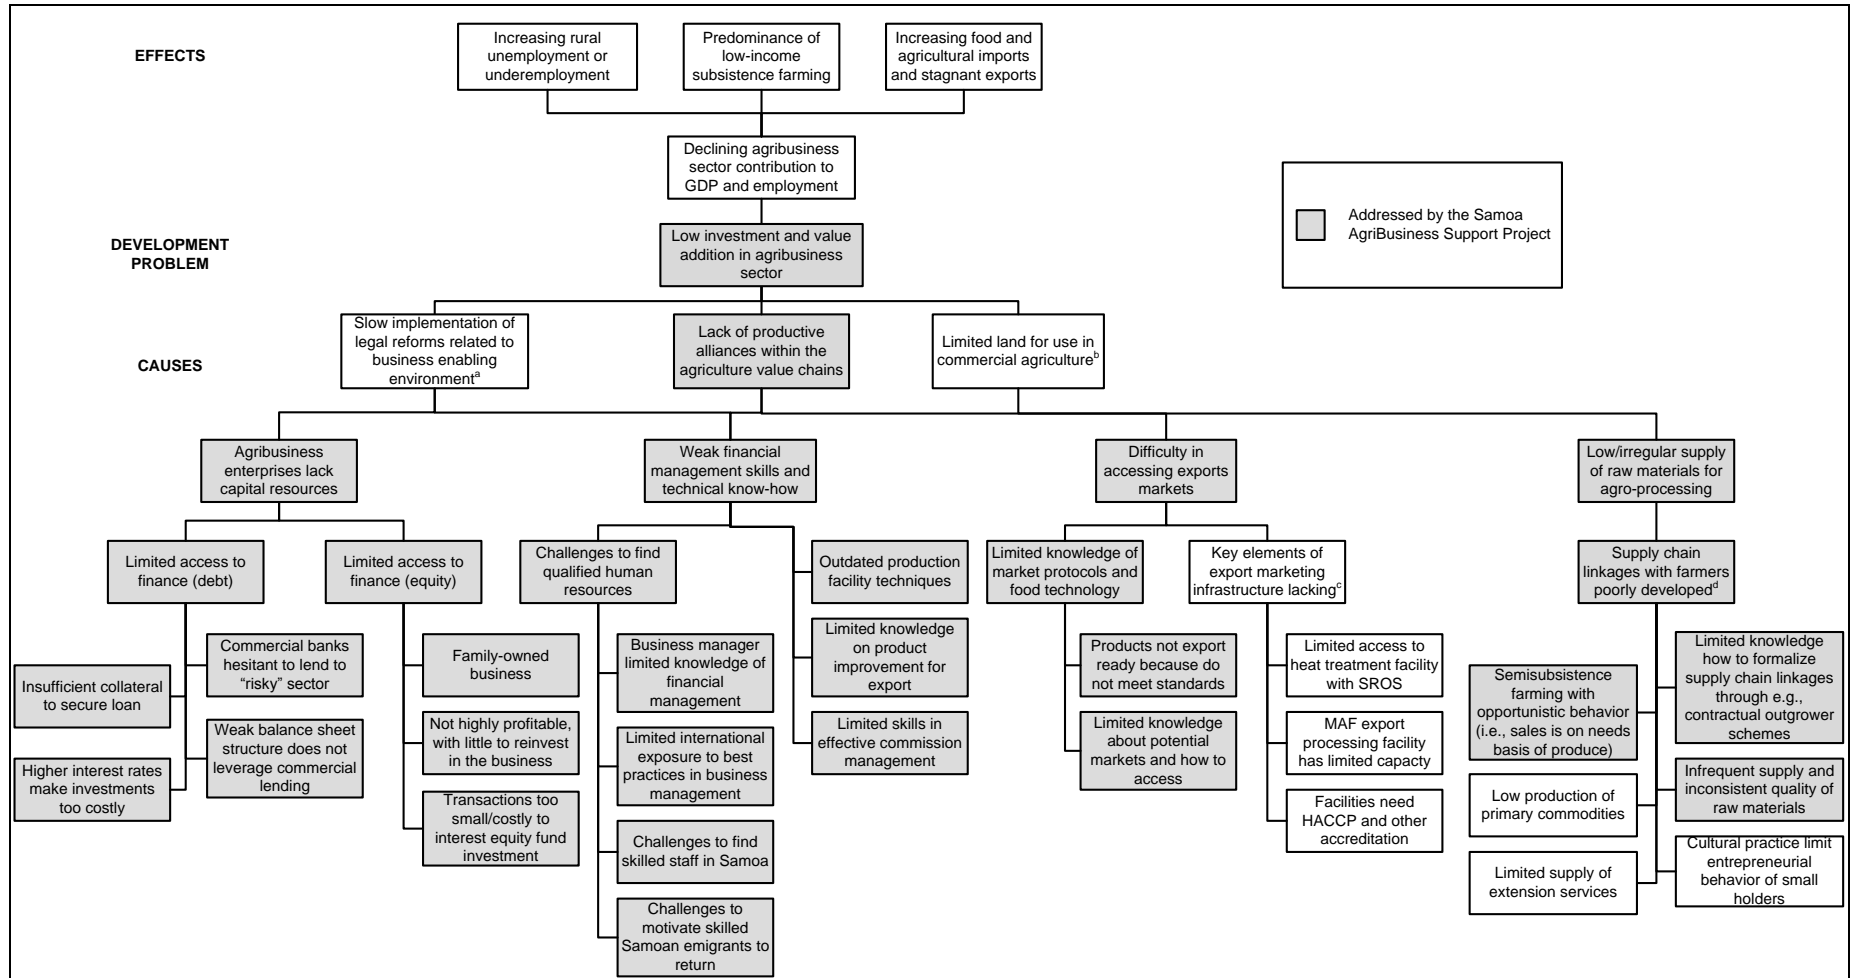 EFFECTS
Increasing rural
unemployment or
underemployment
Predominance of
low-income
subsistence farming
Increasing food and
agricultural imports
and stagnant exports
Declining agribusiness
sector contribution to
GDP and employment
Addressed by the Samoa
AgriBusiness Support Project
DEVELOPMENT
PROBLEM
Low investment and value
addition in agribusiness
sector
CAUSES
Slow implementation of
legal reforms related to
business enabling
environmentᵃ
Lack of productive
alliances within the
agriculture value chains
Limited land for use in
commercial agricultureᵇ
Agribusiness
enterprises lack
capital resources
Weak financial
management skills and
technical know-how
Difficulty in
accessing exports
markets
Low/irregular supply
of raw materials for
agro-processing
Limited access to
finance (debt)
Limited access to
finance (equity)
Challenges to find
qualified human
resources
Outdated production
facility techniques
Limited knowledge of
market protocols and
food technology
Key elements of
export marketing
infrastructure lackingᶜ
Supply chain
linkages with farmers
poorly developedᵈ
Insufficient collateral
to secure loan
Higher interest rates
make investments
too costly
Commercial banks
hesitant to lend to
“risky” sector
Weak balance sheet
structure does not
leverage commercial
lending
Family-owned
business
Not highly profitable,
with little to reinvest
in the business
Transactions too
small/costly to
interest equity fund
investment
Business manager
limited knowledge of
financial
management
Limited international
exposure to best
practices in business
management
Challenges to find
skilled staff in Samoa
Challenges to
motivate skilled
Samoan emigrants to
return
Limited knowledge
on product
improvement for
export
Limited skills in
effective commission
management
Products not export
ready because do
not meet standards
Limited knowledge
about potential
markets and how to
access
Limited access to
heat treatment facility
with SROS
MAF export
processing facility
has limited capacty
Facilities need
HACCP and other
accreditation
Semisubsistence
farming with
opportunistic behavior
(i.e., sales is on needs
basis of produce)
Low production of
primary commodities
Limited supply of
extension services
Limited knowledge
how to formalize
supply chain linkages
through e.g.,
contractual outgrower
schemes
Infrequent supply and
inconsistent quality of
raw materials
Cultural practice limit
entrepreneurial
behavior of small
holders